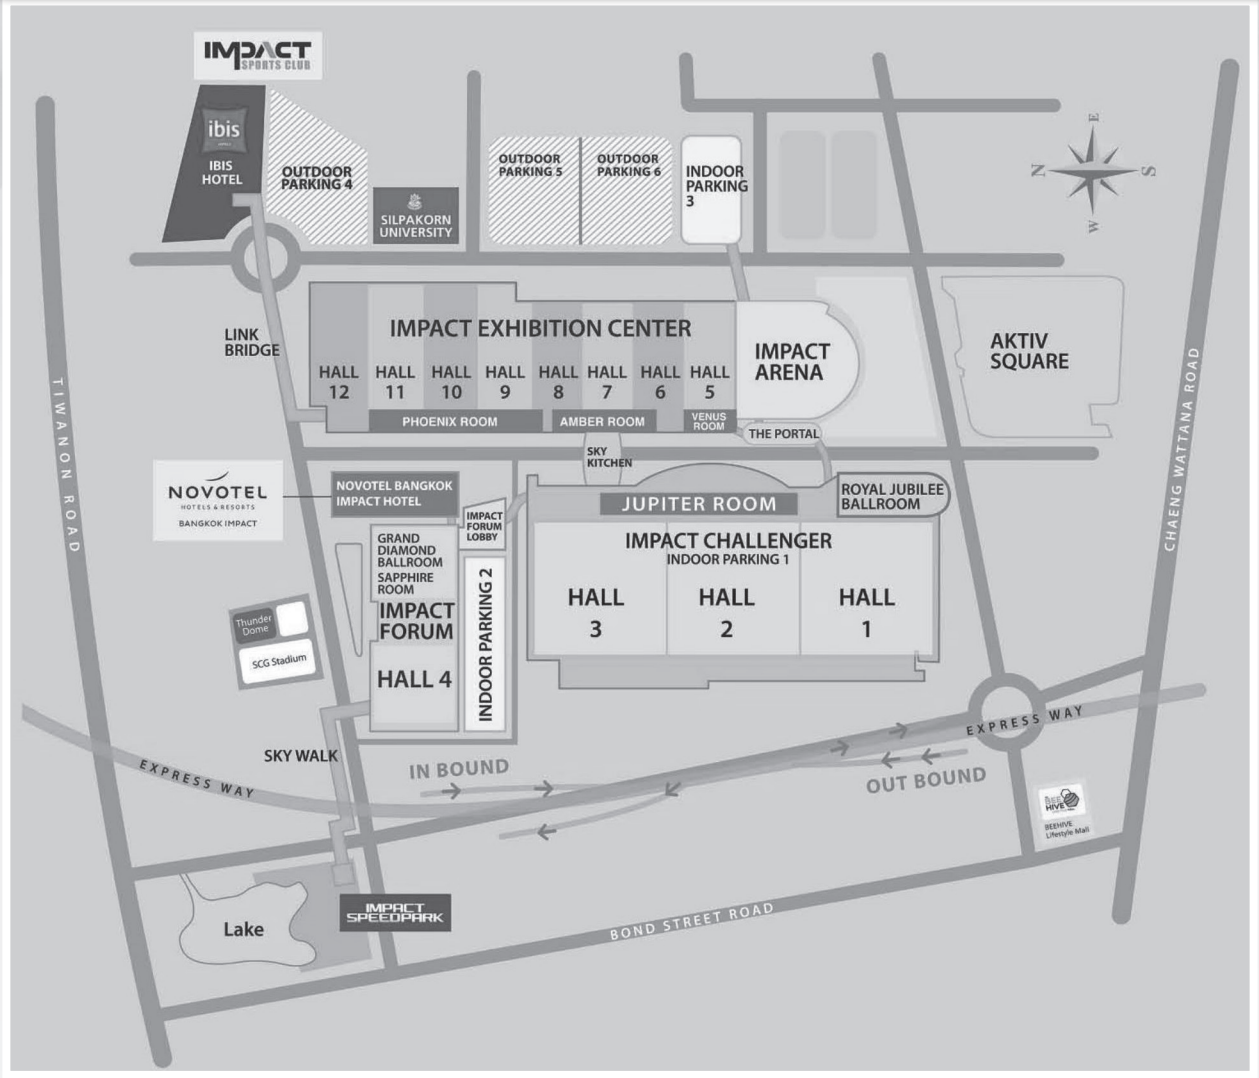 IMPACT
SPORTS CLUB
ibis
HOTEL
IBIS
HOTEL
OUTDOOR
PARKING 4
SILPAKORN
UNIVERSITY
OUTDOOR
PARKING 5
OUTDOOR
PARKING 6
INDOOR
PARKING
3
E
N
S
W
LINK
BRIDGE
IMPACT EXHIBITION CENTER
HALL
12
HALL
11
HALL
10
HALL
9
HALL
8
HALL
7
HALL
6
HALL
5
PHOENIX ROOM
AMBER ROOM
VENUS
ROOM
IMPACT
ARENA
AKTIV
SQUARE
THE PORTAL
SKY
KITCHEN
TIWANON ROAD
CHAENG WATTANA ROAD
NOVOTEL
HOTELS & RESORTS
BANGKOK IMPACT
NOVOTEL BANGKOK
IMPACT HOTEL
IMPACT
FORUM
LOBBY
GRAND
DIAMOND
BALLROOM
SAPPHIRE
ROOM
IMPACT
FORUM
HALL 4
INDOOR PARKING 2
JUPITER ROOM
ROYAL JUBILEE
BALLROOM
IMPACT CHALLENGER
INDOOR PARKING 1
HALL
3
HALL
2
HALL
1
Thunder
Dome
SCG Stadium
SKY WALK
EXPRESS WAY
IN BOUND
OUT BOUND
EXPRESS WAY
BEE
HIVE
BEEHIVE
Lifestyle Mall
Lake
IMPACT
SPEEDPARK
BOND STREET ROAD